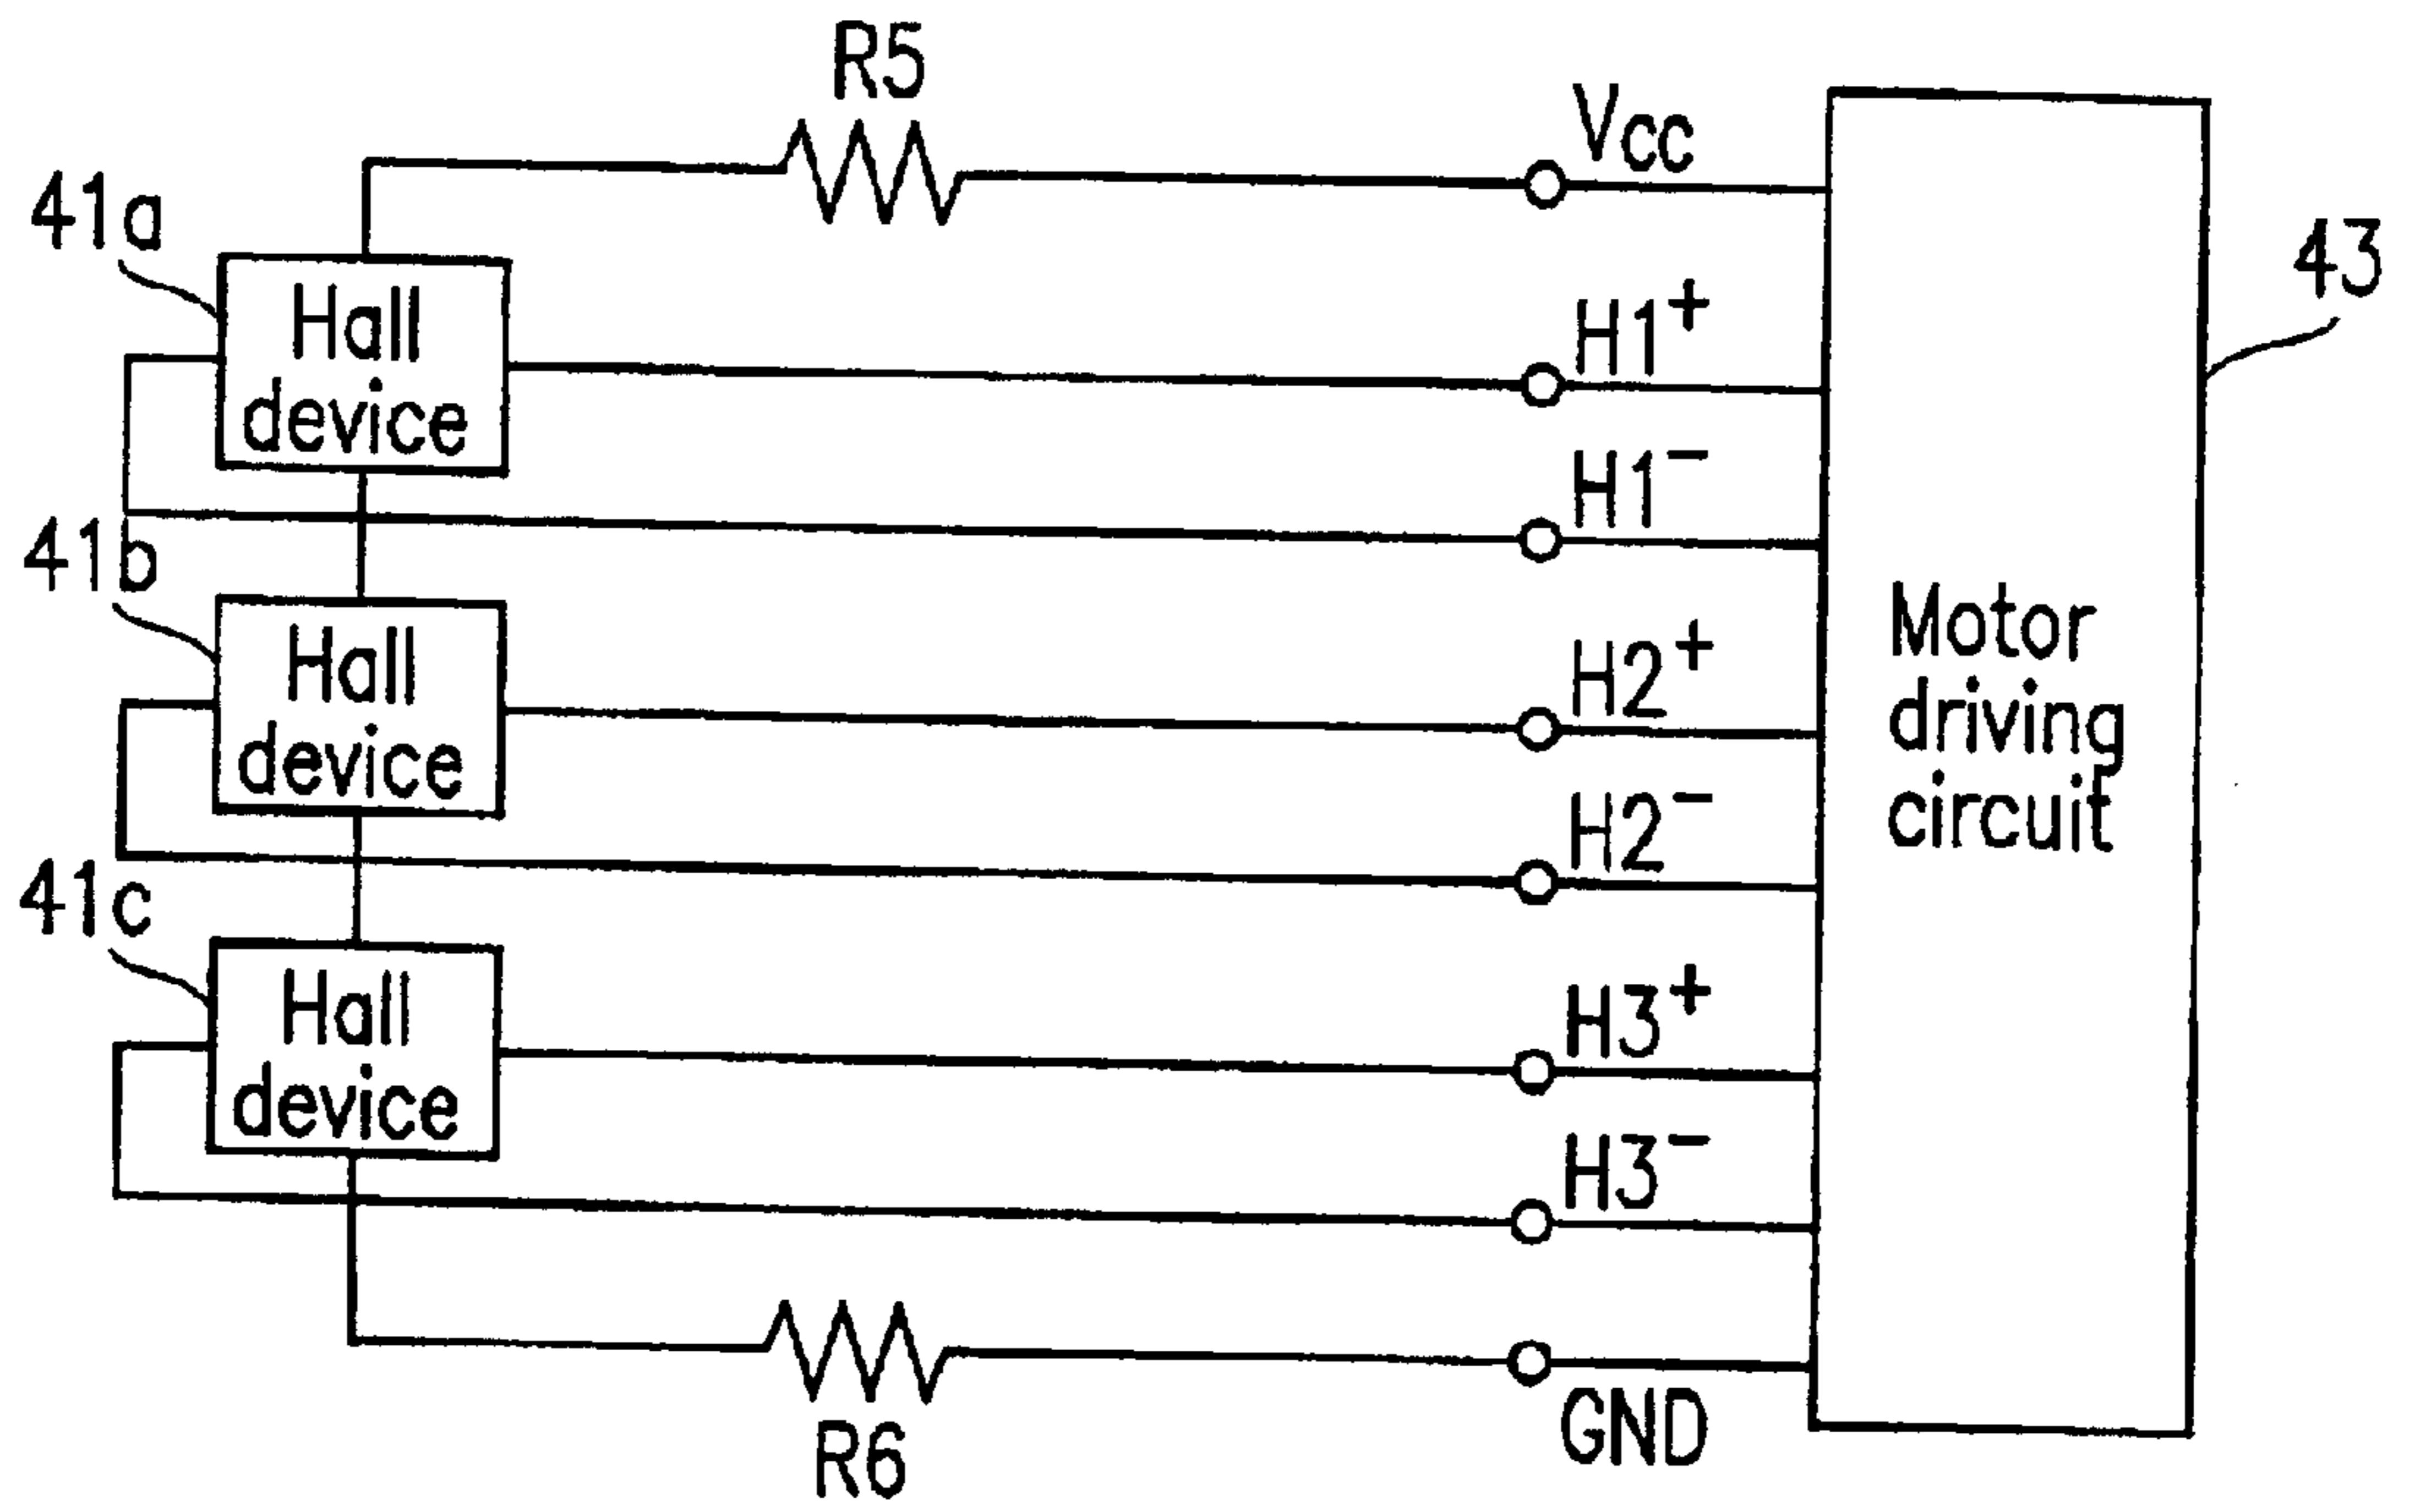 R5
Vcc
41a
43
Hall
device
H1+
H1-
41b
Hall
device
H2+
Motor
driving
circuit
H2-
41c
Hall
device
H3+
H3-
GND
R6